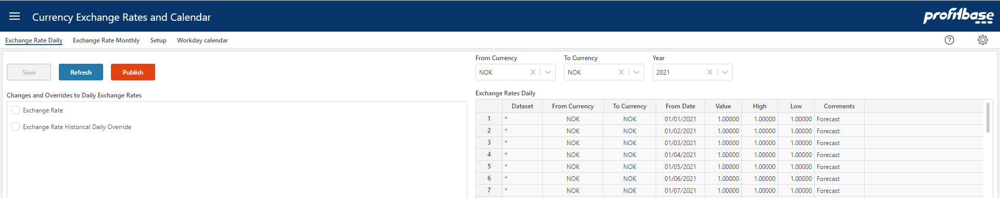 Currency Exchange Rates and Calendar
profitbase
Exchange Rate Daily Exchange Rate Monthly Setup Workday calendar
From Currency To Currency Year
Save Refresh Publish NOK NOK 2021
Changes and Overrides to Daily Exchange Rates
Exchange Rate
Exchange Rate Historical Daily Override
Exchange Rates Daily
Dataset From Currency To Currency From Date Value High Low Comments
1 * NOK NOK 01/01/2021 1.00000 1.00000 1.00000 Forecast
2 * NOK NOK 01/02/2021 1.00000 1.00000 1.00000 Forecast
3 * NOK NOK 01/03/2021 1.00000 1.00000 1.00000 Forecast
4 * NOK NOK 01/04/2021 1.00000 1.00000 1.00000 Forecast
5 * NOK NOK 01/05/2021 1.00000 1.00000 1.00000 Forecast
6 * NOK NOK 01/06/2021 1.00000 1.00000 1.00000 Forecast
7 * NOK NOK 01/07/2021 1.00000 1.00000 1.00000 Forecast